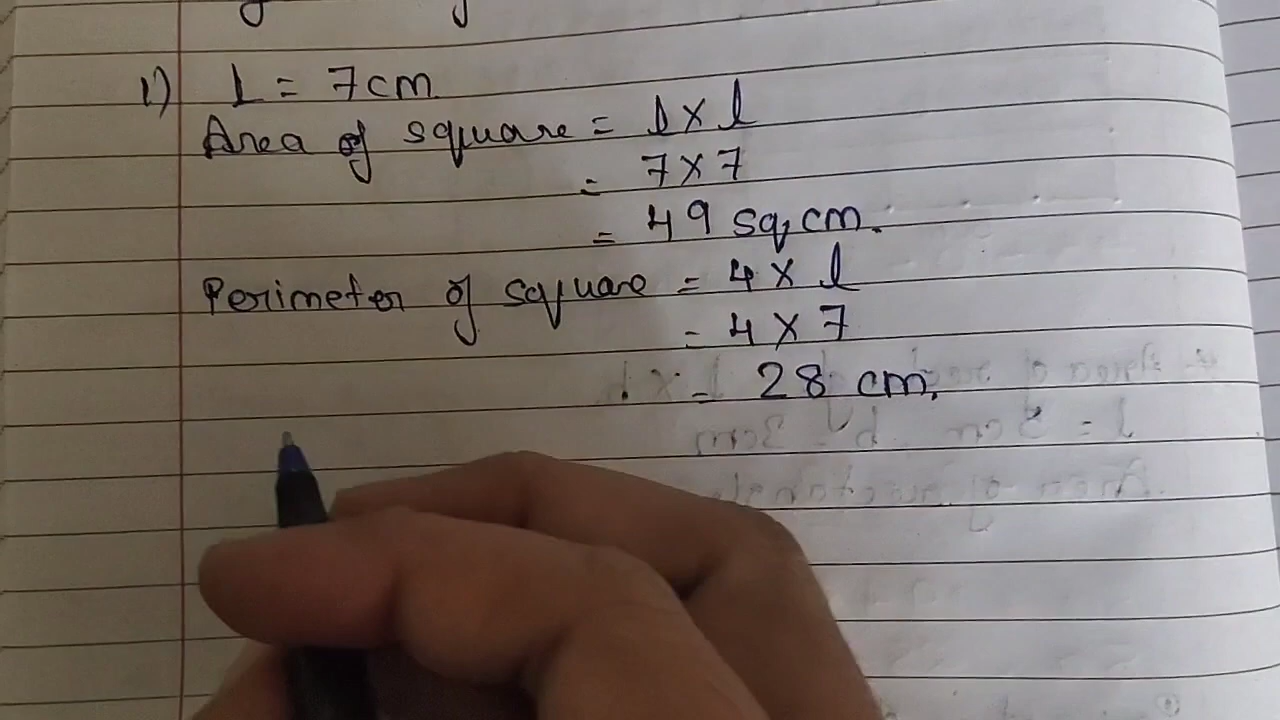 1) L = 7cm
Area of square = l x l
= 7 x 7
= 49 sq cm.
Perimeter of square = 4 x l
= 4 x 7
= 28 cm.